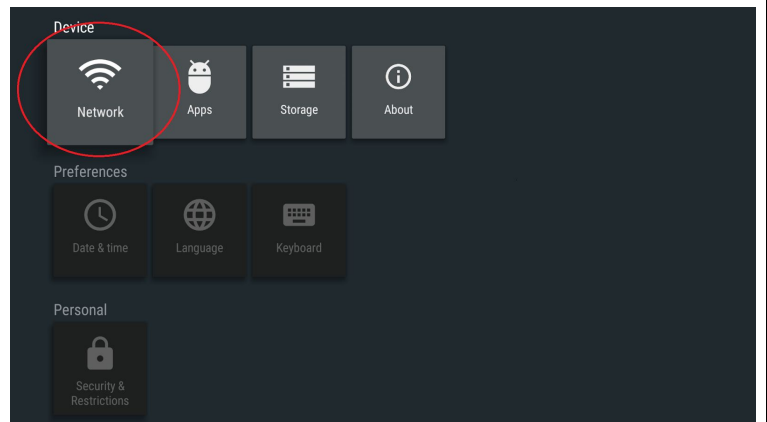 Device
Network
Apps
Storage
About
Preferences
Date & time
Language
Keyboard
Personal
Security &
Restrictions